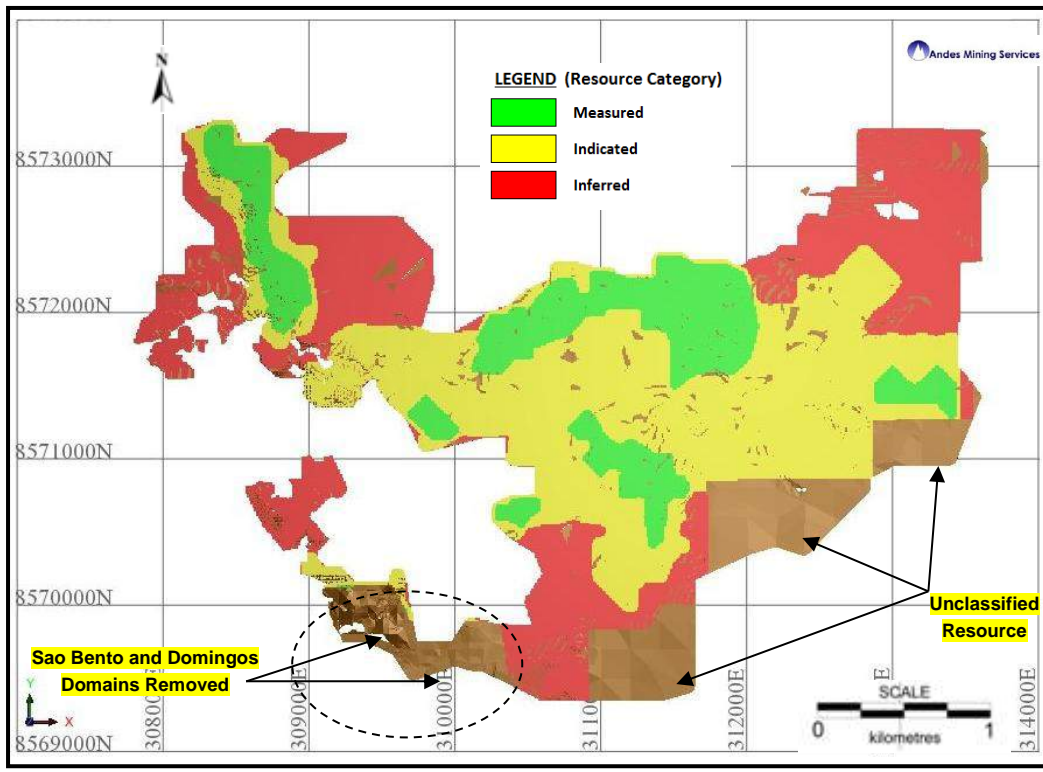 Andes Mining Services
N
LEGEND (Resource Category)
Measured
Indicated
Inferred
8573000N
8572000N
8571000N
8570000N
8569000N
Unclassified
Resource
Sao Bento and Domingos
Domains Removed
Y
X
309000E
310000E
312000E
314000E
SCALE
0
1
kilometres